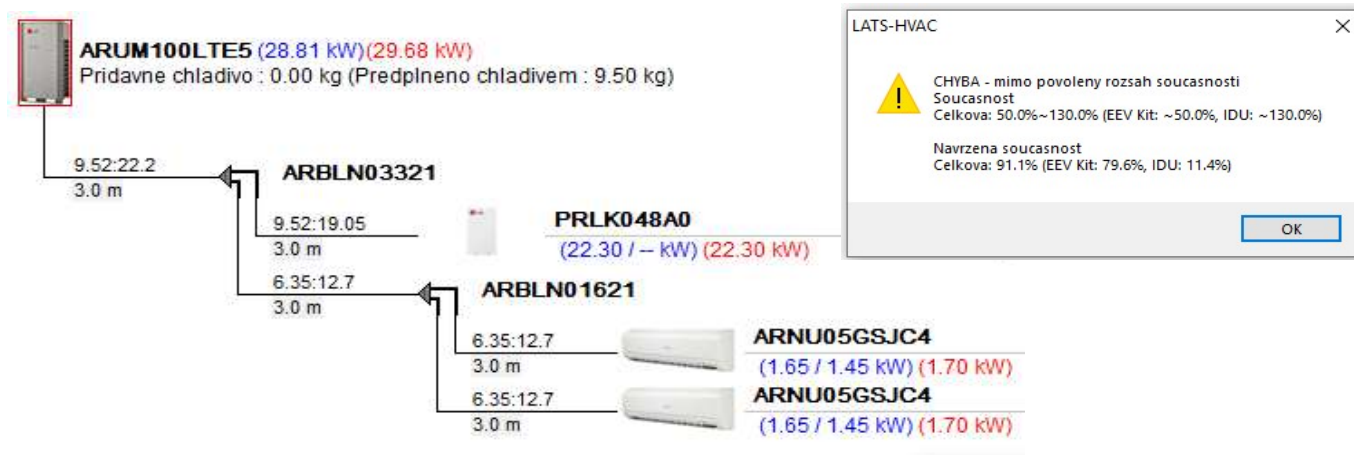 ARUM100LTE5 (28.81 kW)(29.68 kW)
Pridavne chladivo : 0.00 kg (Predplneno chladivem : 9.50 kg)
9.52:22.2
3.0 m
ARBLN03321
9.52:19.05
3.0 m
PRLK048A0
(22.30 / -- kW) (22.30 kW)
6.35:12.7
3.0 m
ARBLN01621
6.35:12.7
3.0 m
ARNU05GSJC4
(1.65 / 1.45 kW) (1.70 kW)
6.35:12.7
3.0 m
ARNU05GSJC4
(1.65 / 1.45 kW) (1.70 kW)
LATS-HVAC
CHYBA - mimo povoleny rozsah soucasnosti
Soucasnost
Celkova: 50.0%~130.0% (EEV Kit: ~50.0%, IDU: ~130.0%)
Navrzena soucasnost
Celkova: 91.1% (EEV Kit: 79.6%, IDU: 11.4%)
OK